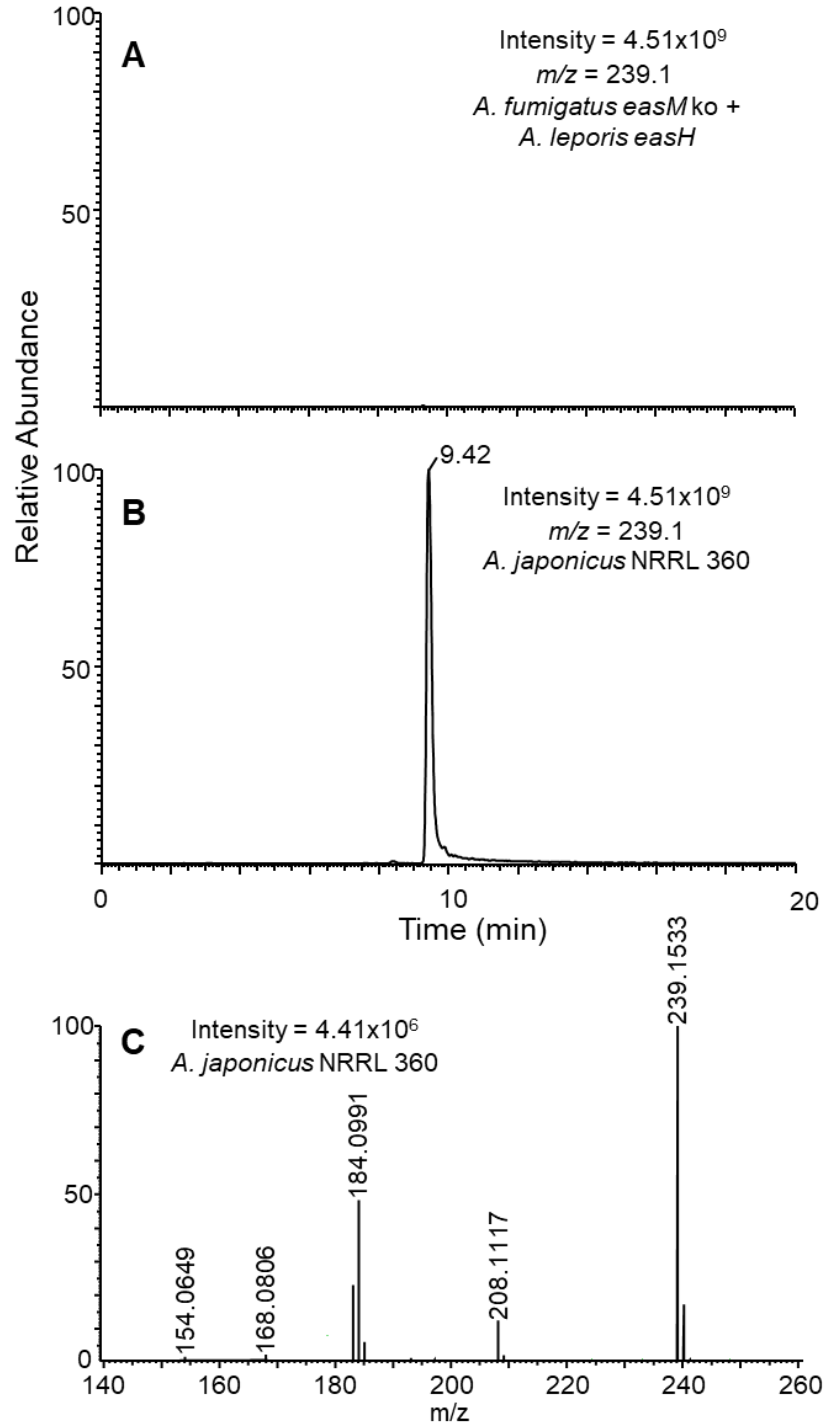 100
A
Intensity = 4.51x10⁹
m/z = 239.1
A. fumigatus easM ko +
A. leporis easH
50
Relative Abundance
100
9.42
B
Intensity = 4.51x10⁹
m/z = 239.1
A. japonicus NRRL 360
50
0
10
20
Time (min)
239.1533
100
C
Intensity = 4.41x10⁶
A. japonicus NRRL 360
184.0991
50
154.0649
168.0806
208.1117
0
140
160
180
200
220
240
260
m/z